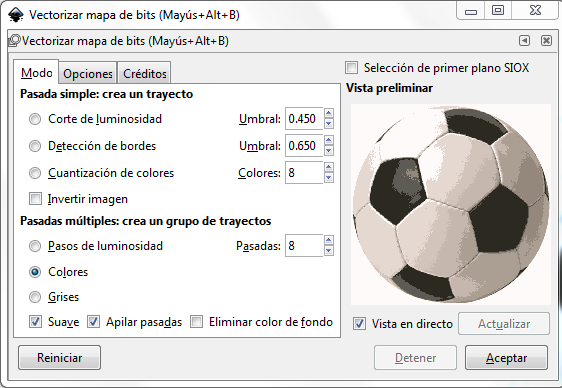 Vectorizar mapa de bits (Mayús+Alt+B)
Vectorizar mapa de bits (Mayús+Alt+B)
Modo Opciones Créditos
Pasada simple: crea un trayecto
Corte de luminosidad Umbral: 0.450
Detección de bordes Umbral: 0.650
Cuantización de colores Colores: 8
Invertir imagen
Pasadas múltiples: crea un grupo de trayectos
Pasos de luminosidad Pasadas: 8
Colores
Grises
Suave Apilar pasadas Eliminar color de fondo
Selección de primer plano SIOX
Vista preliminar
Vista en directo Actualizar
Reiniciar Detener Aceptar